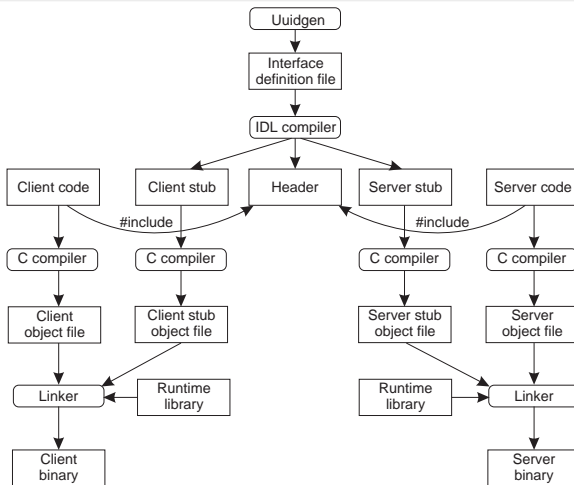 Uuidgen
Interface
definition file
IDL compiler
Client code
Client stub
Header
Server stub
Server code
#include
#include
C compiler
C compiler
C compiler
C compiler
Client
object file
Client stub
object file
Server stub
object file
Server
object file
Linker
Runtime
library
Runtime
library
Linker
Client
binary
Server
binary